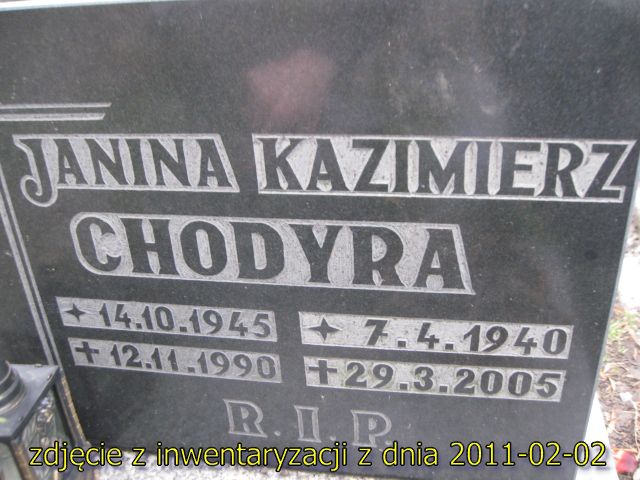 JANINA KAZIMIERZ
CHODYRA
14.10.1945 7.4.1940
12.11.1990 29.3.2005
R.I.P.
zdjęcie z inwentaryzacji z dnia 2011-02-02